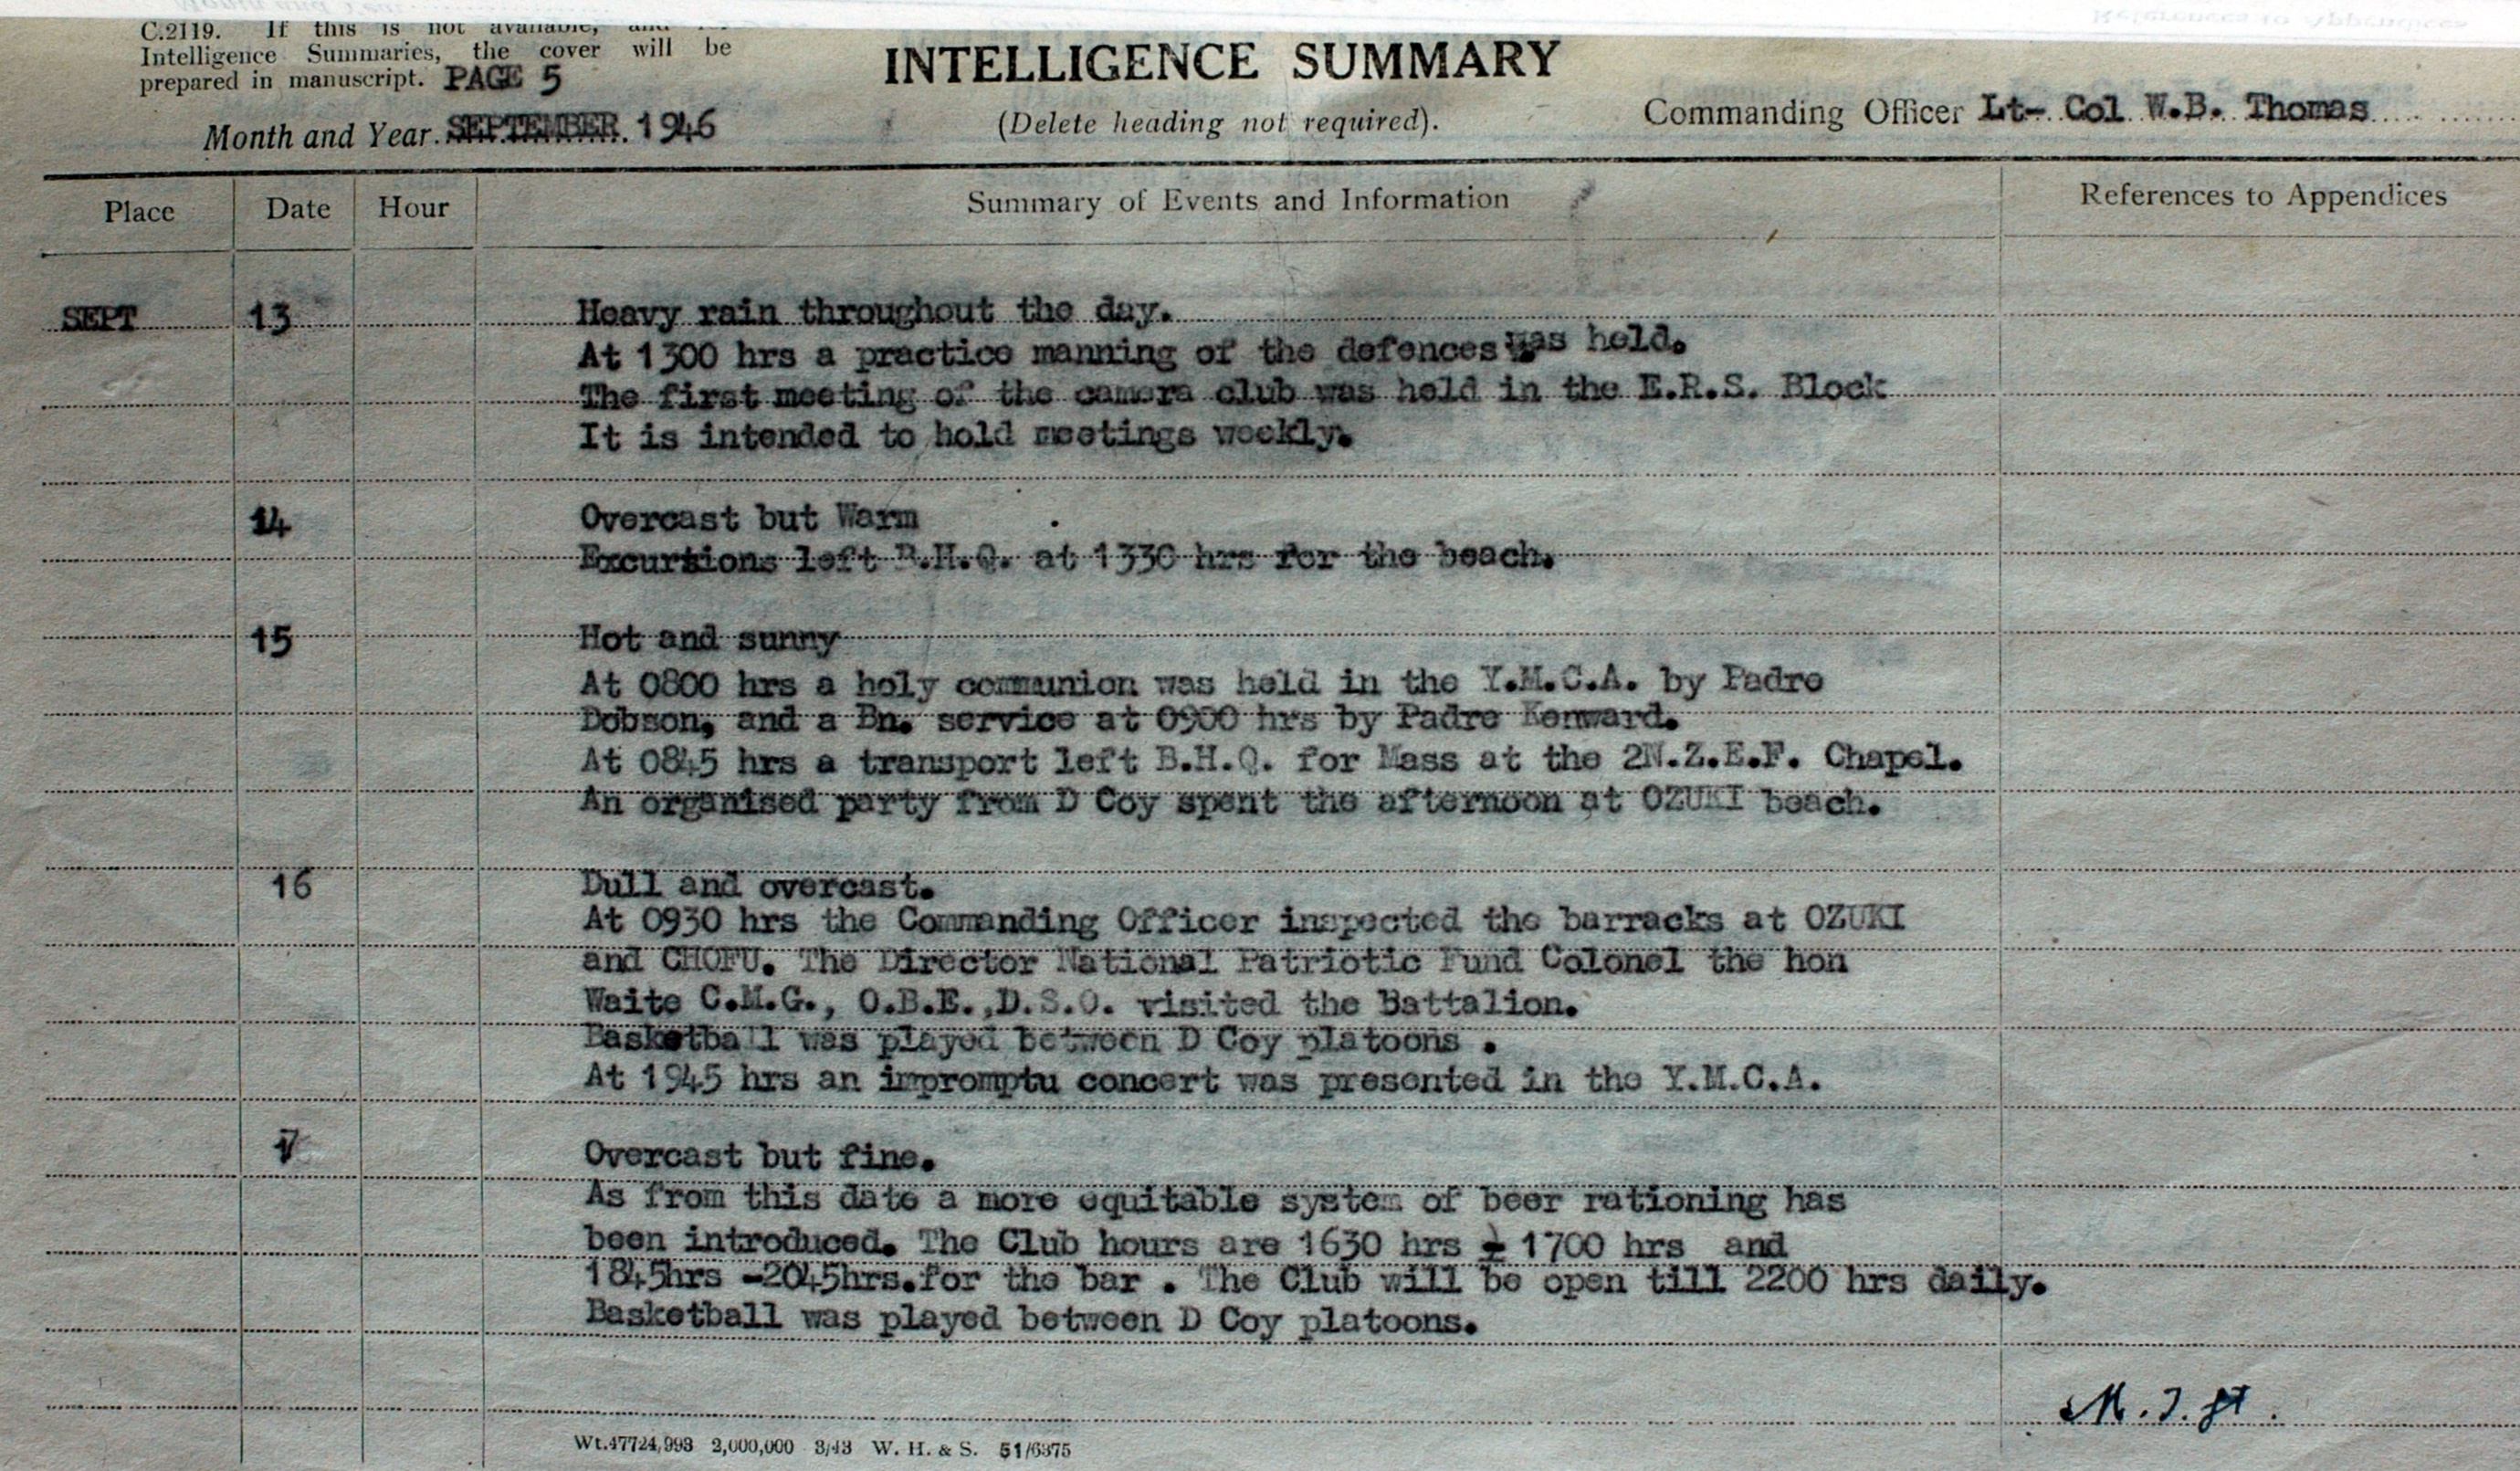 C.2119. If this is not available, and
Intelligence Summaries, the cover will be
prepared in manuscript. PAGE 5
INTELLIGENCE SUMMARY
(Delete heading not required).
Month and Year. SEPTEMBER. 1946
Commanding Officer Lt- Col W.B. Thomas
Place Date Hour Summary of Events and Information References to Appendices
SEPT 13 Heavy rain throughout the day.
At 1300 hrs a practice manning of the defences was held.
The first meeting of the camera club was held in the E.R.S. Block
It is intended to hold meetings weekly.
14 Overcast but Warm
Excurtions left B.H.Q. at 1330 hrs for the beach.
15 Hot and sunny
At 0800 hrs a holy communion was held in the Y.M.C.A. by Padre
Dobson, and a Bn. service at 0900 hrs by Padre Kenward.
At 0845 hrs a transport left B.H.Q. for Mass at the 2N.Z.E.F. Chapel.
An organised party from D Coy spent the afternoon at OZUKI beach.
16 Dull and overcast.
At 0930 hrs the Commanding Officer inspected the barracks at OZUKI
and CHOFU. The Director National Patriotic Fund Colonel the hon
Waite C.M.G., O.B.E.,D.S.O. visited the Battalion.
Basketball was played between D Coy platoons .
At 1945 hrs an impromptu concert was presented in the Y.M.C.A.
17 Overcast but fine.
As from this date a more equitable system of beer rationing has
been introduced. The Club hours are 1630 hrs - 1700 hrs and
1845hrs -2045hrs.for the bar . The Club will be open till 2200 hrs daily.
Basketball was played between D Coy platoons.
Wt.47724,993 2,000,000 3/43 W. H. & S. 51/6375